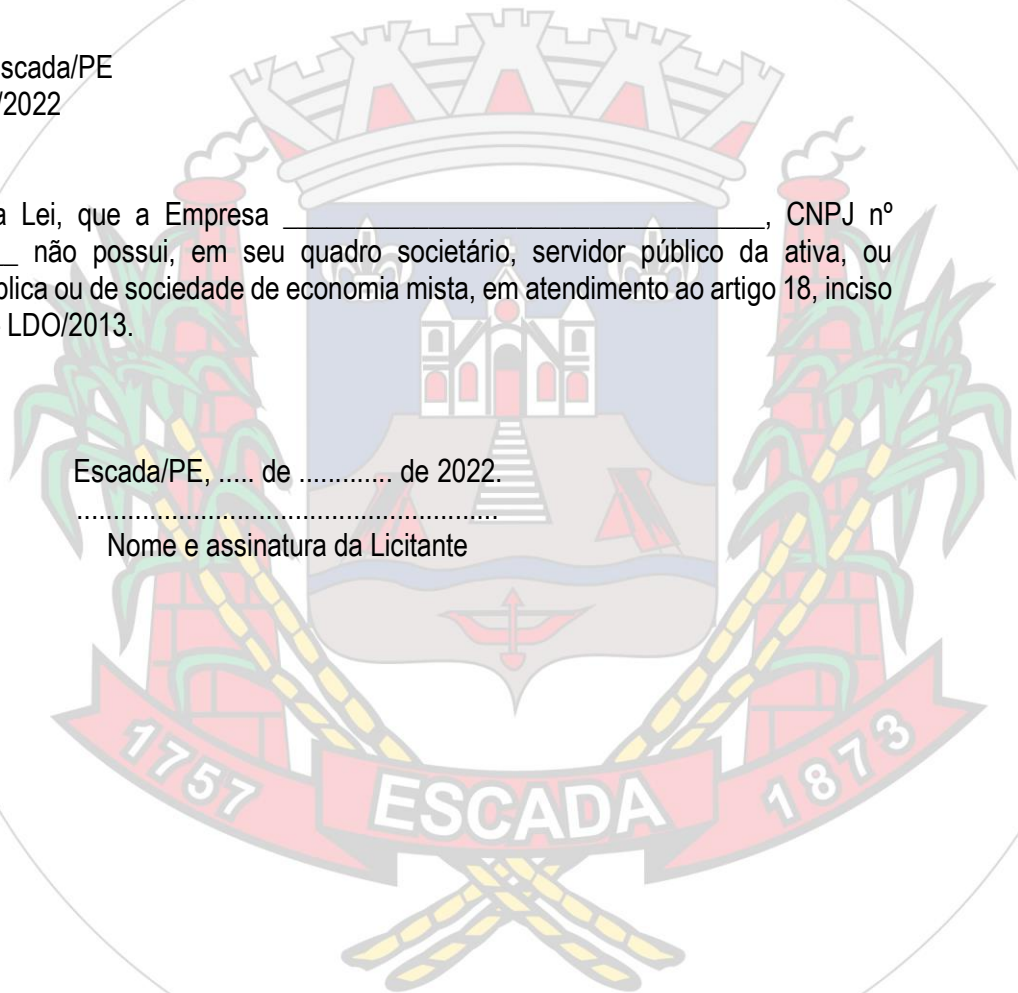 scada/PE
/2022
a Lei, que a Empresa _________________________________, CNPJ nº
__ não possui, em seu quadro societário, servidor público da ativa, ou
blica ou de sociedade de economia mista, em atendimento ao artigo 18, inciso
LDO/2013.
Escada/PE, ..... de ............. de 2022.
..........................................................
Nome e assinatura da Licitante
1757 ESCADA 1873